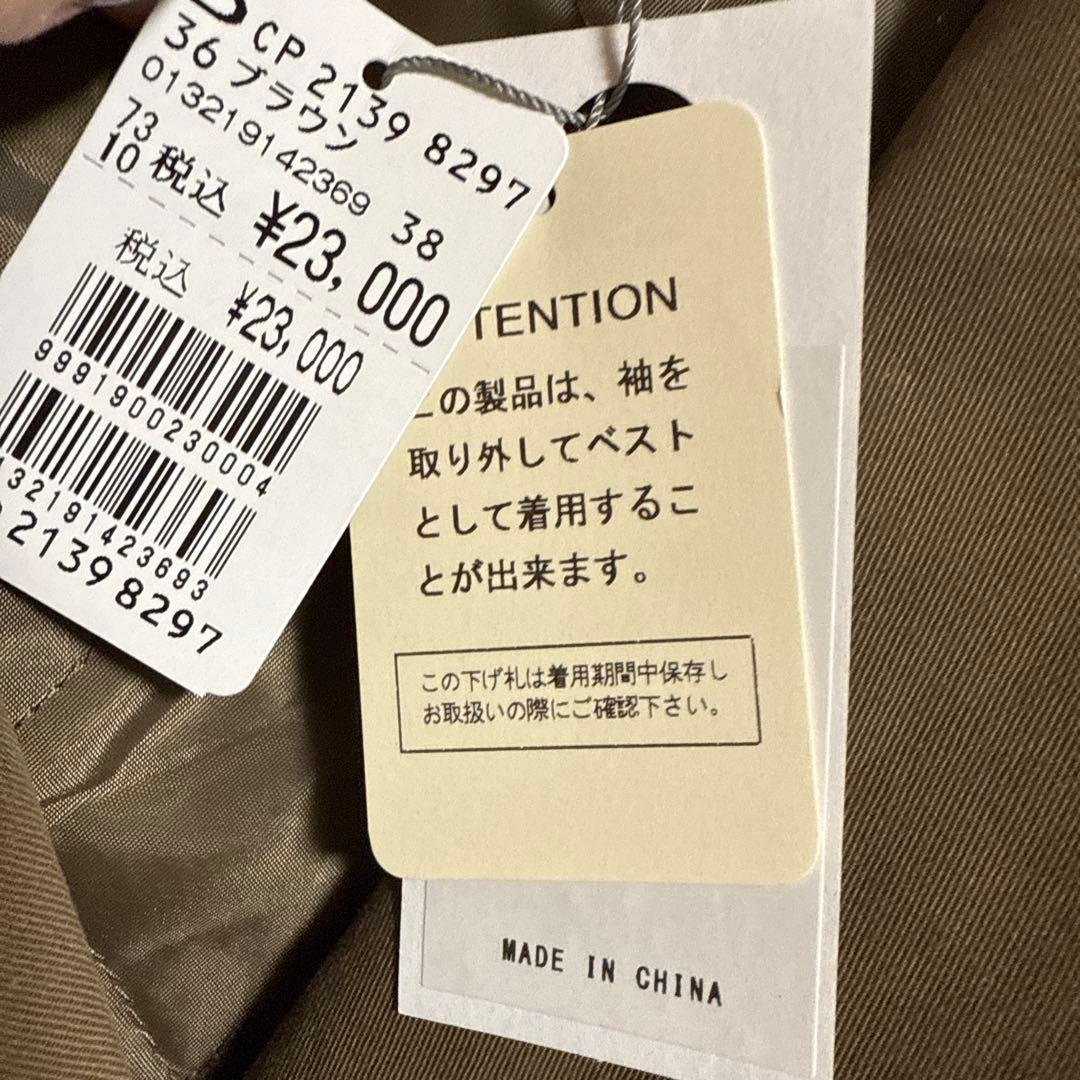 CP 2139 8297
36 ブラウン
013219142369 38
73
10 税込 ¥23,000
税込 ¥23,000
9991900230004
132191423693
21398297
TENTION
の製品は、袖を
取り外してベスト
として着用するこ
とが出来ます。
この下げ札は着用期間中保存し
お取扱いの際にご確認下さい。
MADE IN CHINA